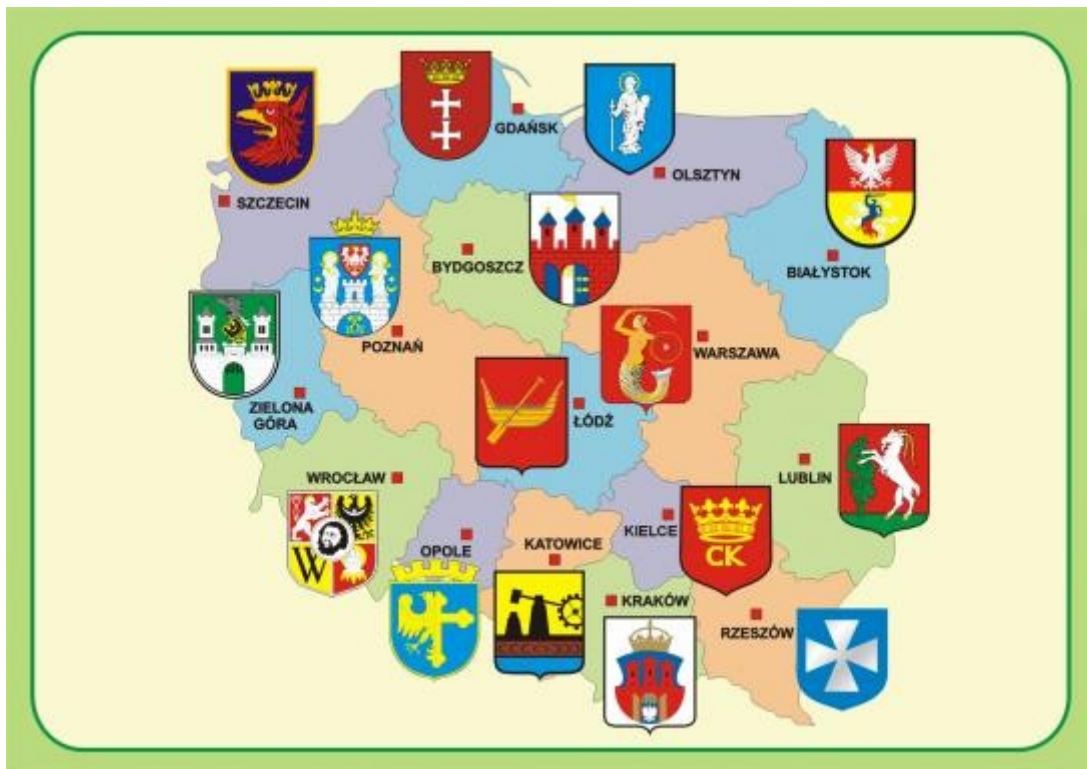 GDAŃSK
OLSZTYN
SZCZECIN
BYDGOSZCZ
BIAŁYSTOK
POZNAŃ
WARSZAWA
ZIELONA
GÓRA
ŁÓDŹ
WROCŁAW
LUBLIN
W
OPOLE
KATOWICE
KIELCE
CK
KRAKÓW
RZESZÓW